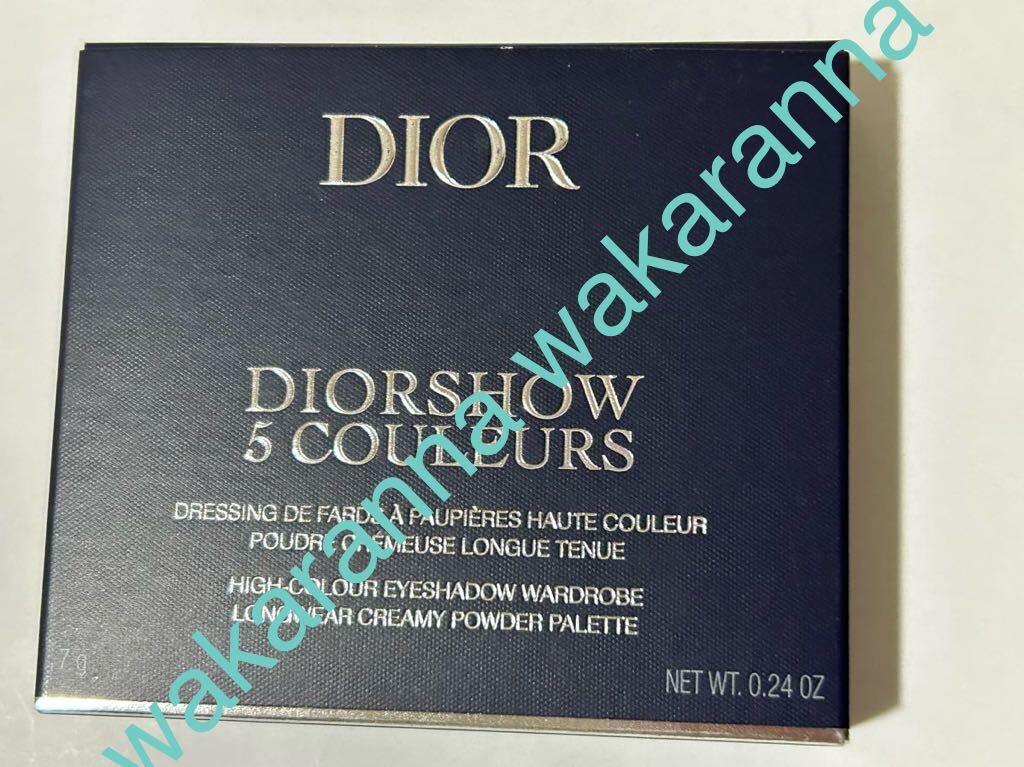 DIOR
DIORSHOW
5 COULEURS
DRESSING DE FARDS À PAUPIÈRES HAUTE COULEUR
POUDRE CRÉMEUSE LONGUE TENUE
HIGH-COLOUR EYESHADOW WARDROBE
LONGWEAR CREAMY POWDER PALETTE
7 g
NET WT. 0.24 OZ
wakaranna wakaranna wakaranna